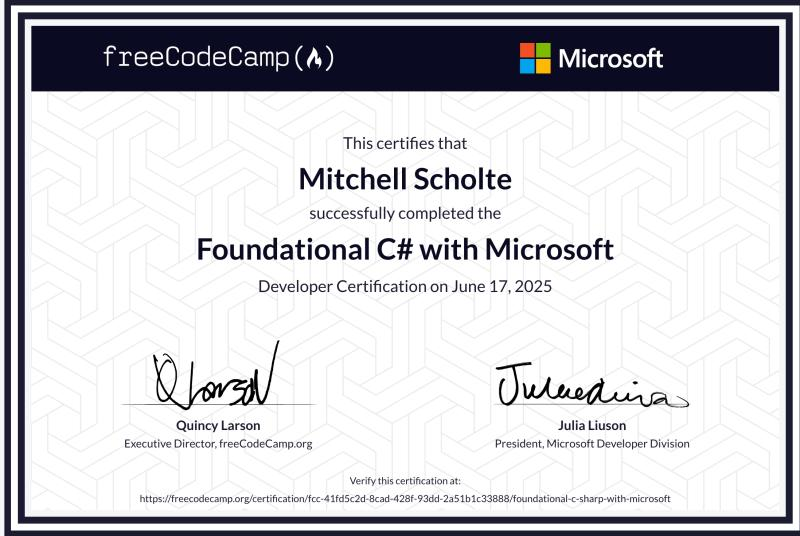 freeCodeCamp(🔥)
Microsoft
This certifies that
Mitchell Scholte
successfully completed the
Foundational C# with Microsoft
Developer Certification on June 17, 2025
Quincy Larson
Executive Director, freeCodeCamp.org
Julia Liuson
President, Microsoft Developer Division
Verify this certification at:
https://freecodecamp.org/certification/fcc-41fd5c2d-8cad-428f-93dd-2a51b1c33888/foundational-c-sharp-with-microsoft